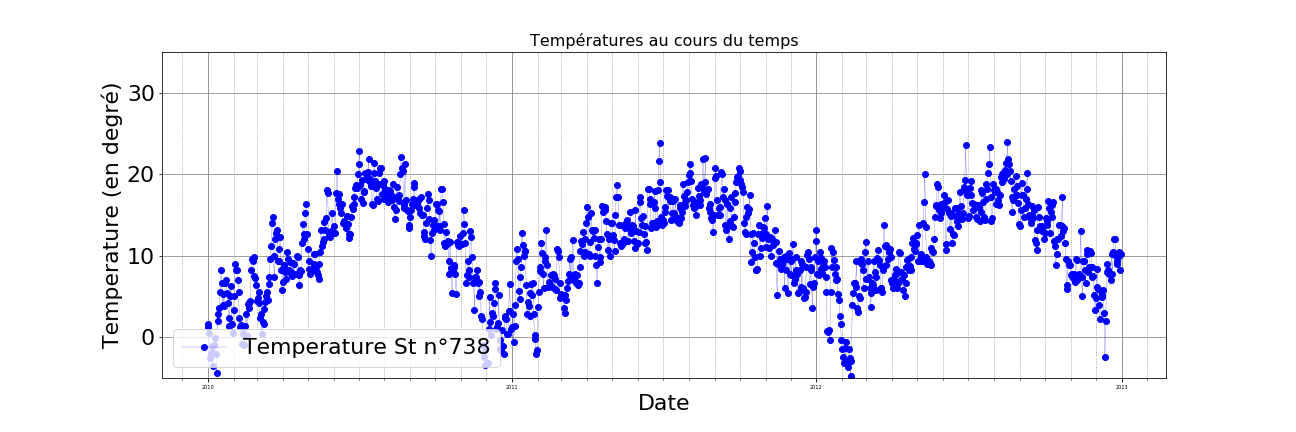 Températures au cours du temps
Temperature (en degré)
30
20
10
0
Temperature St n°738
2010
2011
2012
2013
Date